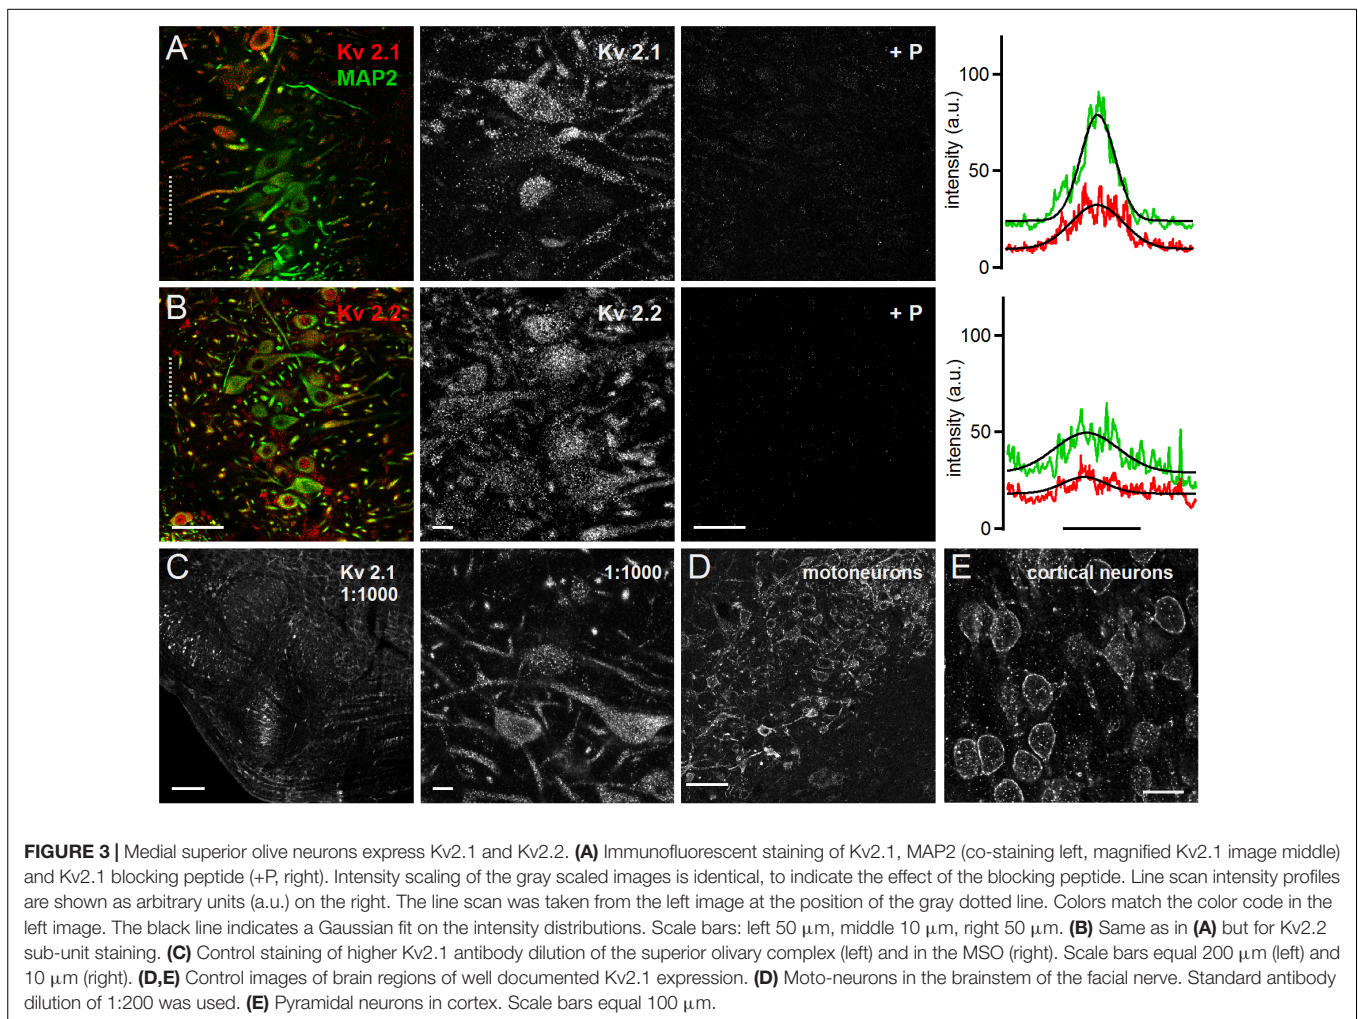 A
Kv 2.1
MAP2
Kv 2.1
+ P
100
50
0
intensity (a.u.)
B
Kv 2.2
Kv 2.2
+ P
100
50
0
intensity (a.u.)
C
Kv 2.1
1:1000
1:1000
D
motoneurons
E
cortical neurons
FIGURE 3 | Medial superior olive neurons express Kv2.1 and Kv2.2. (A) Immunofluorescent staining of Kv2.1, MAP2 (co-staining left, magnified Kv2.1 image middle)
and Kv2.1 blocking peptide (+P, right). Intensity scaling of the gray scaled images is identical, to indicate the effect of the blocking peptide. Line scan intensity profiles
are shown as arbitrary units (a.u.) on the right. The line scan was taken from the left image at the position of the gray dotted line. Colors match the color code in the
left image. The black line indicates a Gaussian fit on the intensity distributions. Scale bars: left 50 μm, middle 10 μm, right 50 μm. (B) Same as in (A) but for Kv2.2
sub-unit staining. (C) Control staining of higher Kv2.1 antibody dilution of the superior olivary complex (left) and in the MSO (right). Scale bars equal 200 μm (left) and
10 μm (right). (D,E) Control images of brain regions of well documented Kv2.1 expression. (D) Moto-neurons in the brainstem of the facial nerve. Standard antibody
dilution of 1:200 was used. (E) Pyramidal neurons in cortex. Scale bars equal 100 μm.